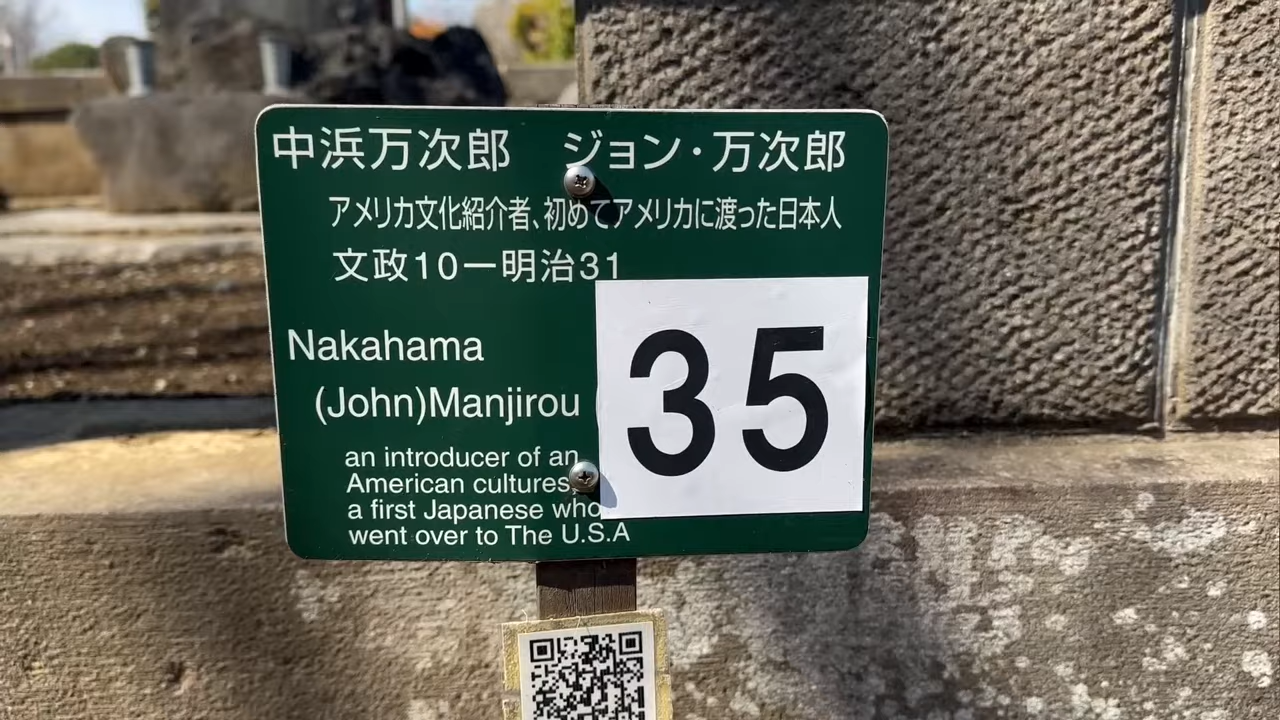 中浜万次郎　ジョン・万次郎
アメリカ文化紹介者、初めてアメリカに渡った日本人
文政10ー明治31
Nakahama
(John)Manjirou
35
an introducer of an
American cultures,
a first Japanese who
went over to The U.S.A